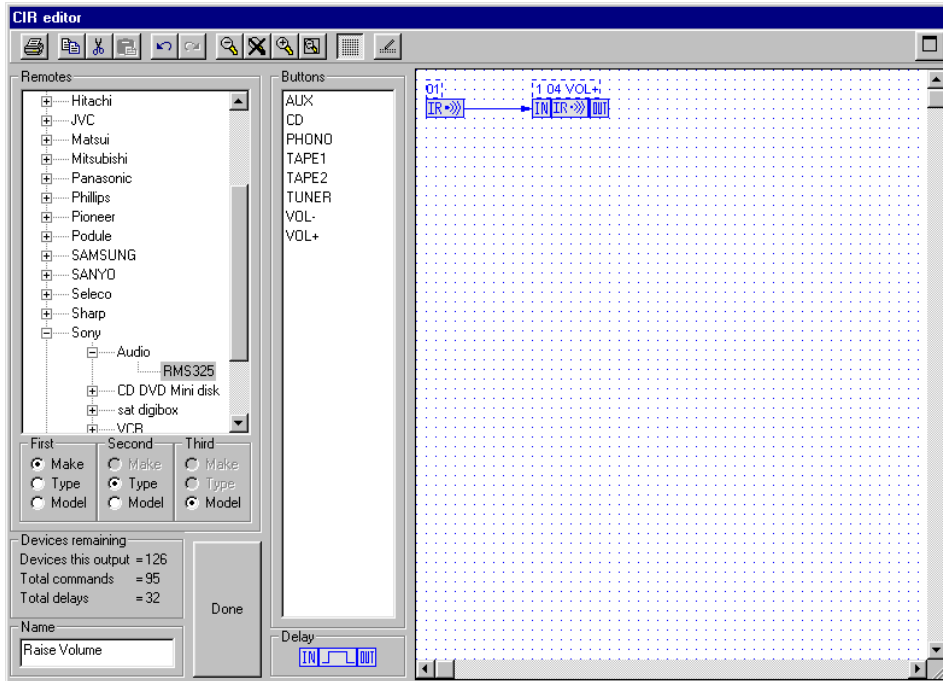 CIR editor
Remotes
Hitachi
JVC
Matsui
Mitsubishi
Panasonic
Phillips
Pioneer
Podule
SAMSUNG
SANYO
Seleco
Sharp
Sony
Audio
RMS325
CD DVD Mini disk
sat digibox
VCR
First
Make
Type
Model
Second
Make
Type
Model
Third
Make
Type
Model
Devices remaining
Devices this output = 126
Total commands = 95
Total delays = 32
Name
Raise Volume
Done
Buttons
AUX
CD
PHONO
TAPE1
TAPE2
TUNER
VOL-
VOL+
Delay
IN OUT
01
IR
1 04 VOL+
IN IR OUT